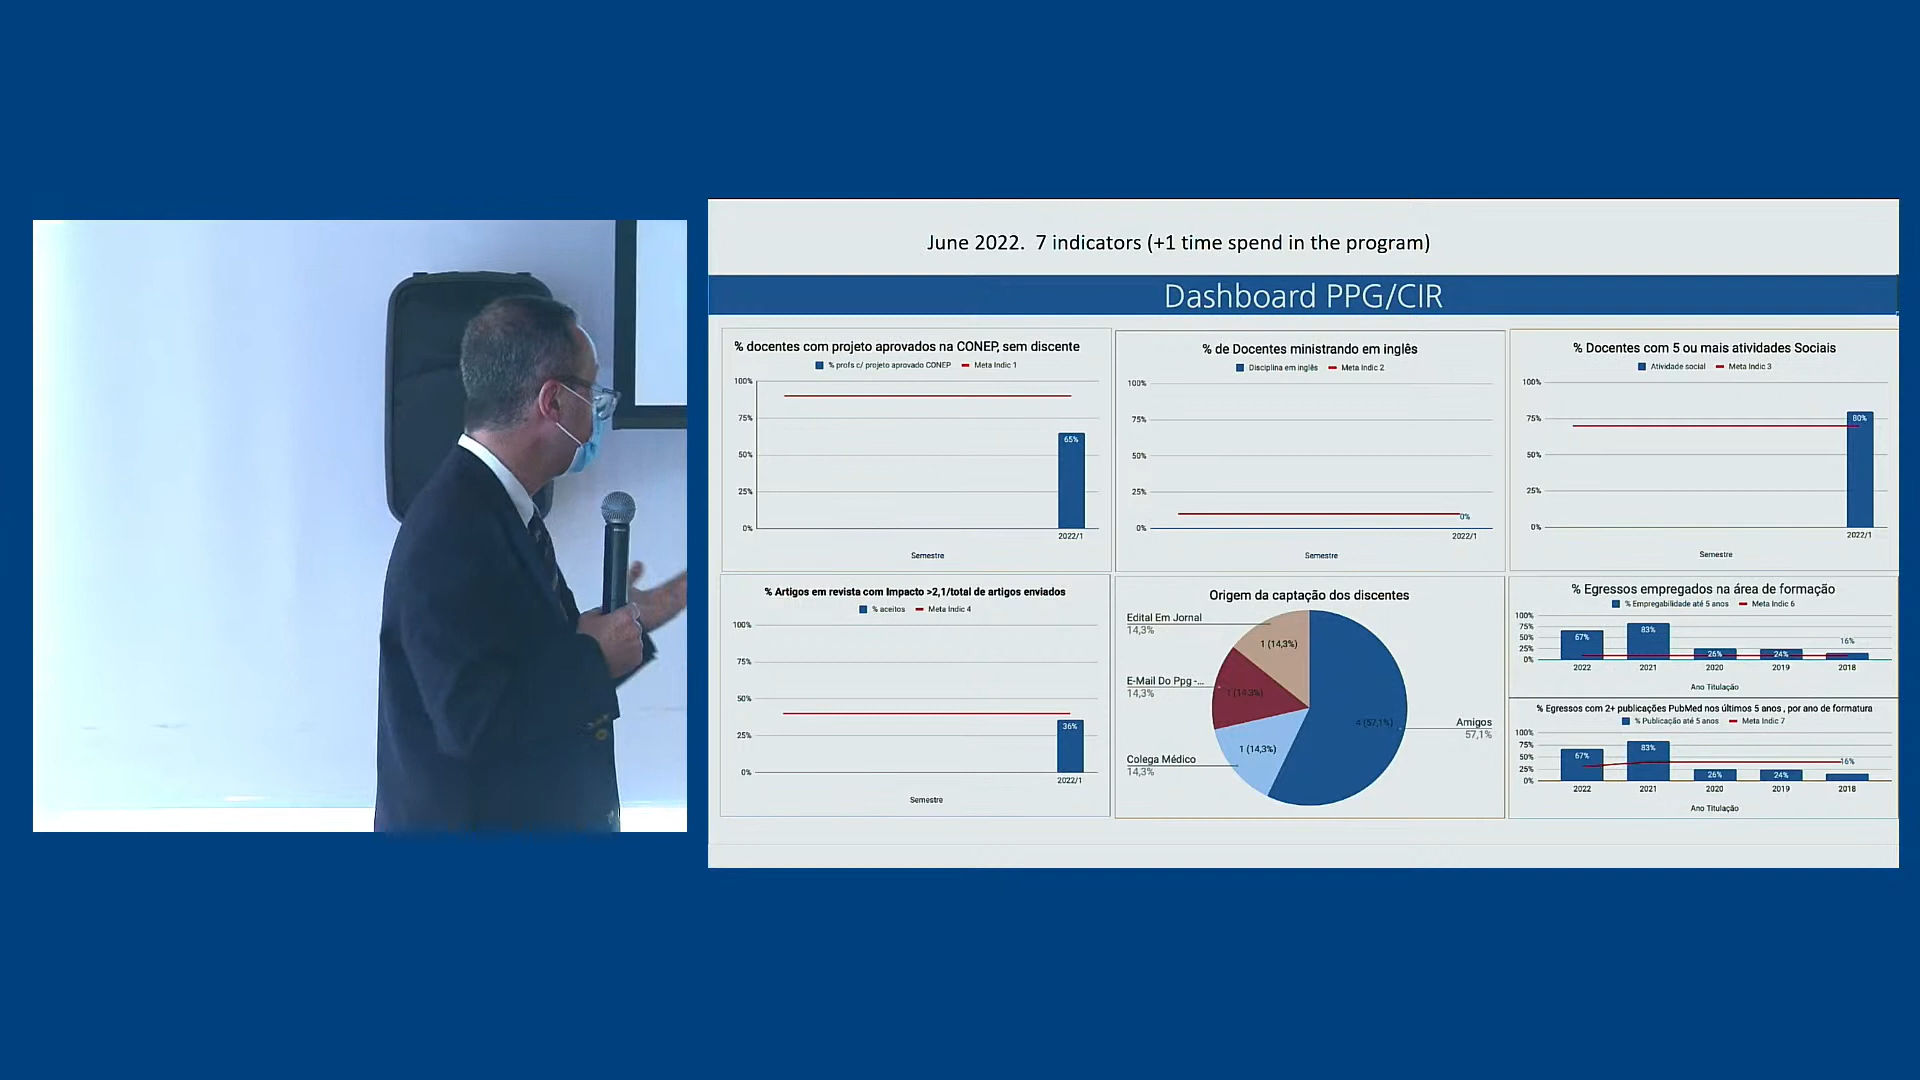 June 2022.  7 indicators (+1 time spend in the program)
Dashboard PPG/CIR
% docentes com projeto aprovados na CONEP, sem discente
% profs c/ projeto aprovado CONEP
Meta Indic 1
100%
75%
50%
25%
0%
65%
2022/1
Semestre
% de Docentes ministrando em inglês
Disciplina em inglês
Meta Indic 2
100%
75%
50%
25%
0%
0%
2022/1
Semestre
% Docentes com 5 ou mais atividades Sociais
Atividade social
Meta Indic 3
100%
75%
50%
25%
0%
80%
2022/1
Semestre
% Artigos em revista com Impacto >2,1/total de artigos enviados
% aceitos
Meta Indic 4
100%
75%
50%
25%
0%
36%
2022/1
Semestre
Origem da captação dos discentes
Edital Em Jornal
14,3%
1 (14,3%)
E-Mail Do Ppg -...
14,3%
1 (14,3%)
Colega Médico
14,3%
1 (14,3%)
4 (57,1%)
Amigos
57,1%
% Egressos empregados na área de formação
% Empregabilidade até 5 anos
Meta Indic 6
100%
75%
50%
25%
0%
67%
83%
26%
24%
16%
2022
2021
2020
2019
2018
Ano Titulação
% Egressos com 2+ publicações PubMed nos últimos 5 anos , por ano de formatura
% Publicação até 5 anos
Meta Indic 7
100%
75%
50%
25%
0%
67%
83%
26%
24%
16%
2022
2021
2020
2019
2018
Ano Titulação